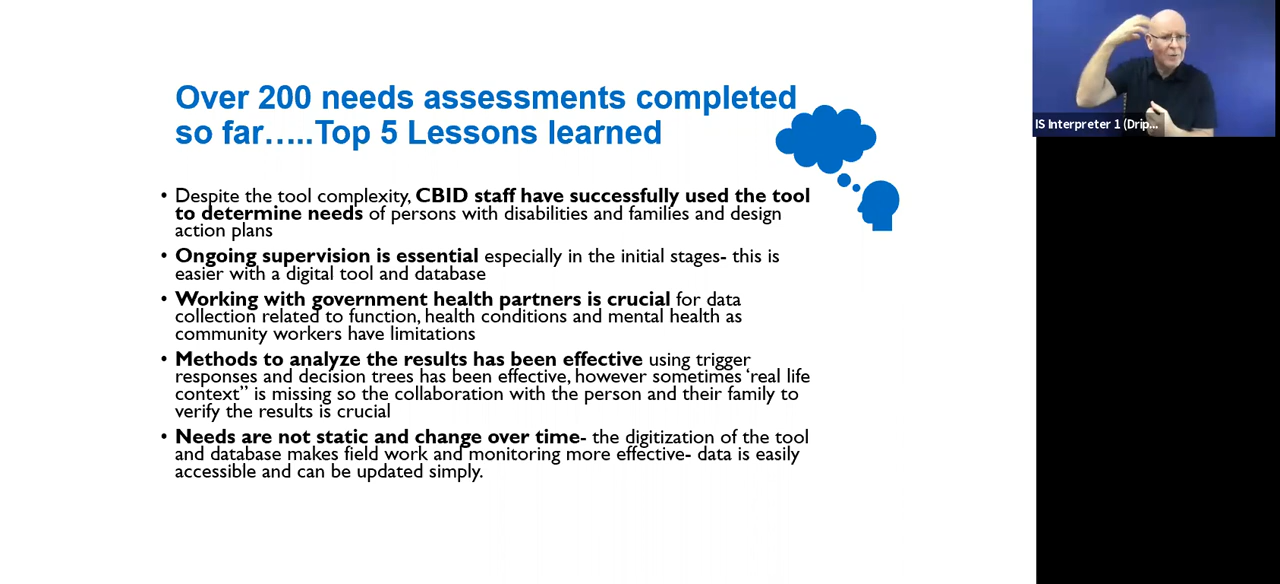 Over 200 needs assessments completed
so far…..Top 5 Lessons learned
• Despite the tool complexity, CBID staff have successfully used the tool
to determine needs of persons with disabilities and families and design
action plans
• Ongoing supervision is essential especially in the initial stages- this is
easier with a digital tool and database
• Working with government health partners is crucial for data
collection related to function, health conditions and mental health as
community workers have limitations
• Methods to analyze the results has been effective using trigger
responses and decision trees has been effective, however sometimes ‘real life
context” is missing so the collaboration with the person and their family to
verify the results is crucial
• Needs are not static and change over time- the digitization of the tool
and database makes field work and monitoring more effective- data is easily
accessible and can be updated simply.
IS Interpreter 1 (Drip...